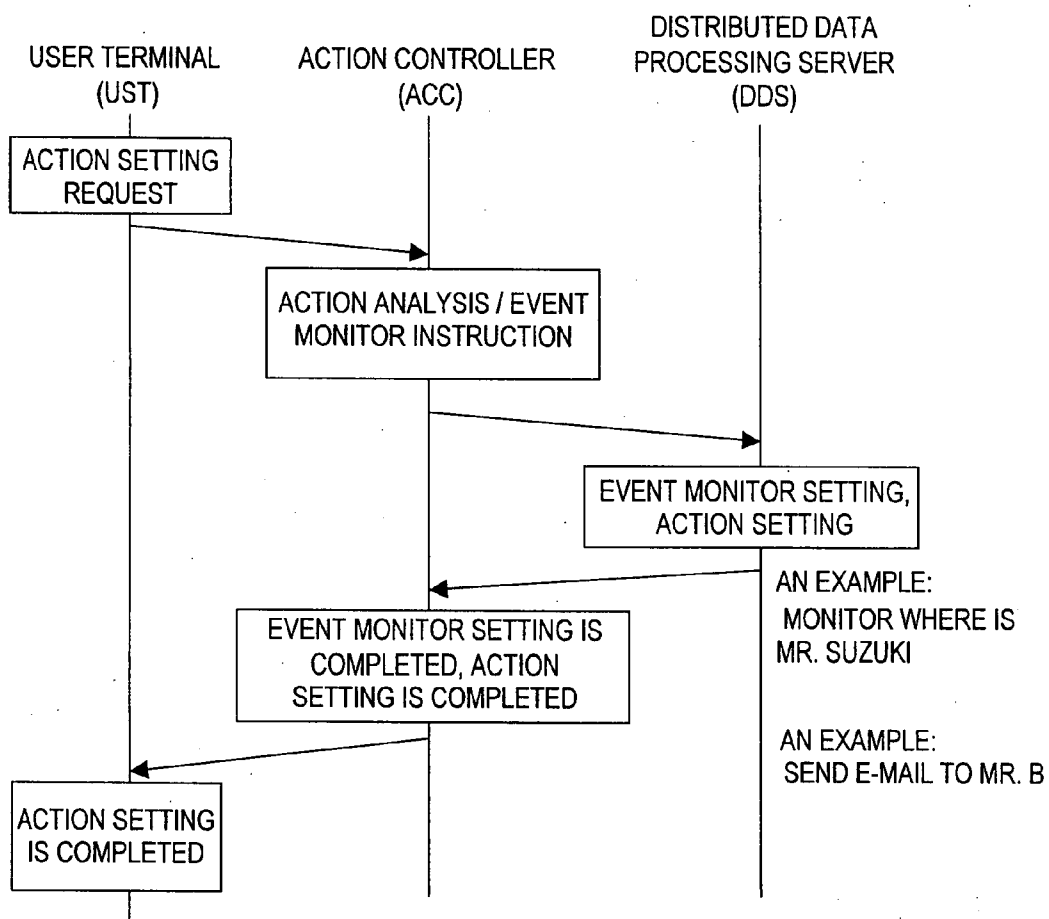 USER TERMINAL
(UST)
ACTION CONTROLLER
(ACC)
DISTRIBUTED DATA
PROCESSING SERVER
(DDS)
ACTION SETTING
REQUEST
ACTION ANALYSIS / EVENT
MONITOR INSTRUCTION
EVENT MONITOR SETTING,
ACTION SETTING
AN EXAMPLE:
MONITOR WHERE IS
MR. SUZUKI
EVENT MONITOR SETTING IS
COMPLETED, ACTION
SETTING IS COMPLETED
AN EXAMPLE:
SEND E-MAIL TO MR. B
ACTION SETTING
IS COMPLETED